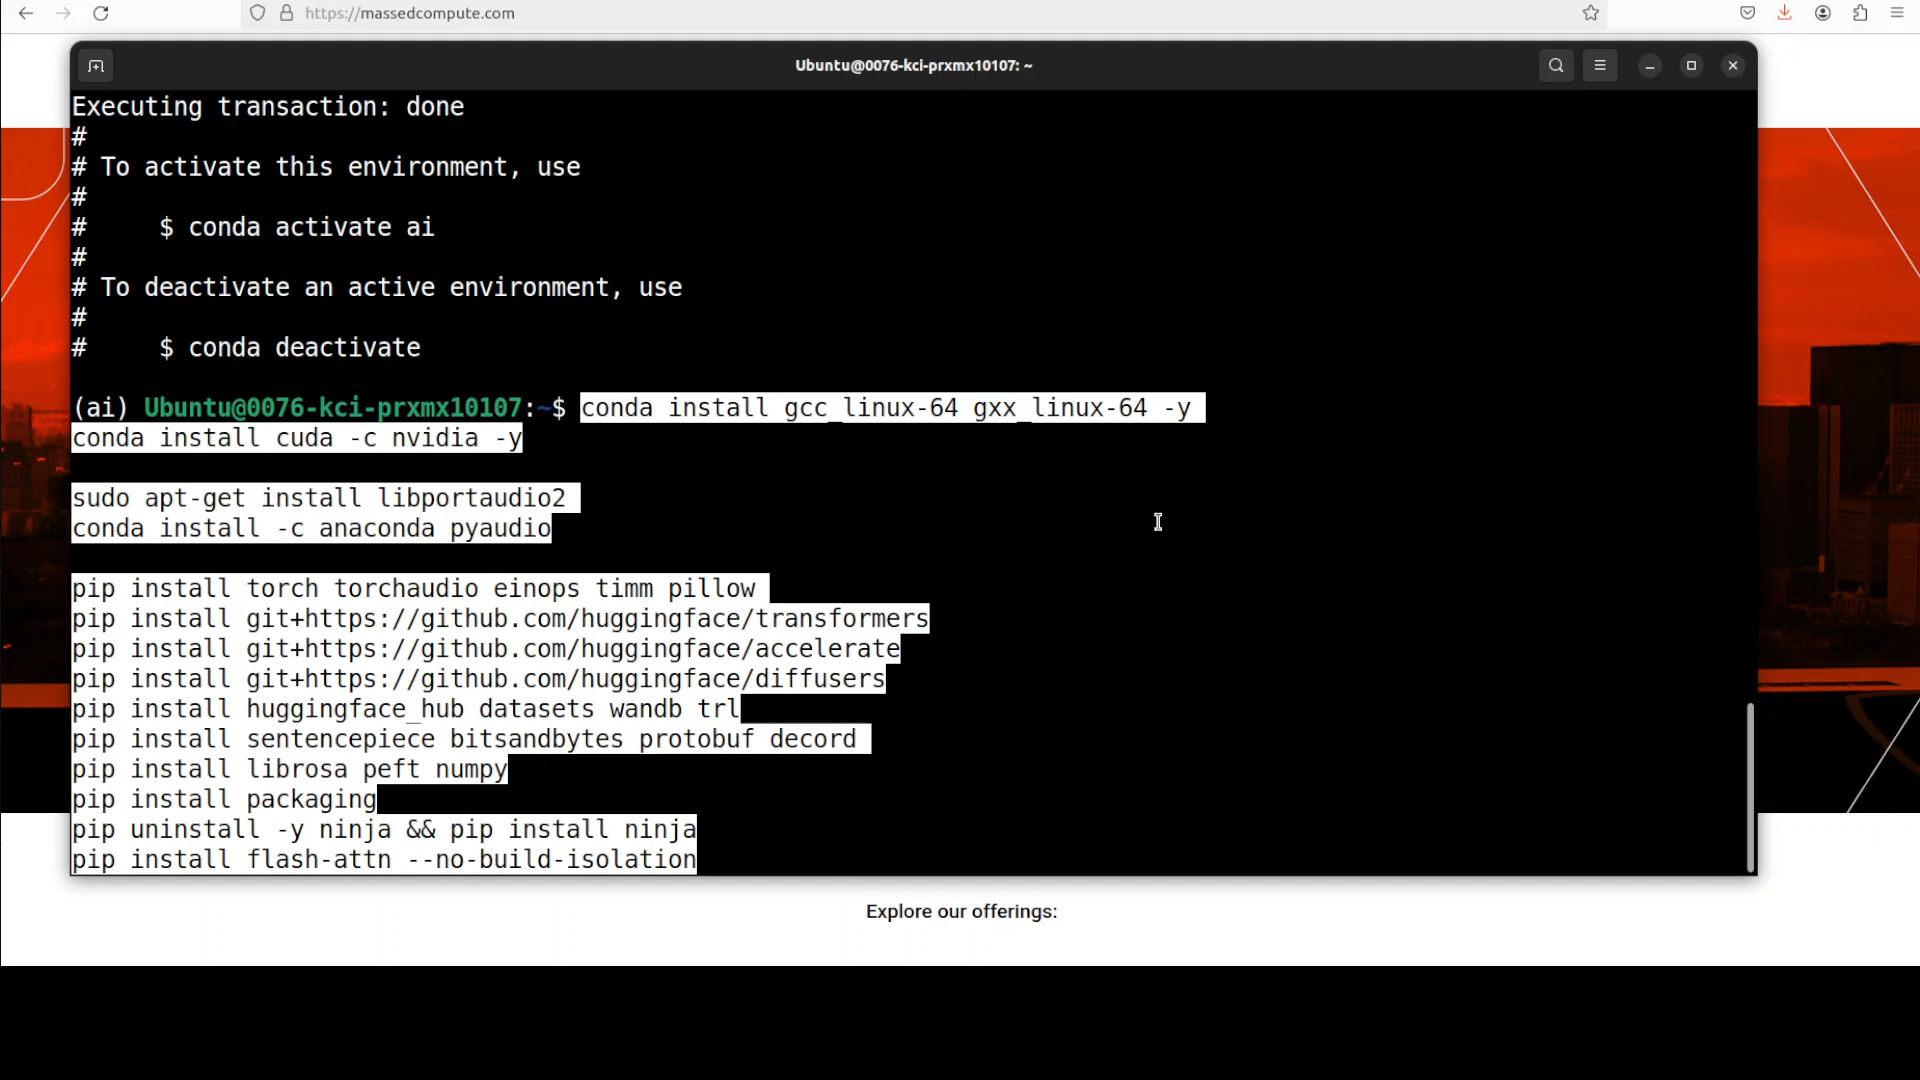 https://massedcompute.com
Ubuntu@0076-kci-prxmx10107: ~
Executing transaction: done
#
# To activate this environment, use
#
#     $ conda activate ai
#
# To deactivate an active environment, use
#
#     $ conda deactivate
(ai) Ubuntu@0076-kci-prxmx10107:~$ conda install gcc_linux-64 gxx_linux-64 -y
conda install cuda -c nvidia -y
sudo apt-get install libportaudio2
conda install -c anaconda pyaudio
pip install torch torchaudio einops timm pillow
pip install git+https://github.com/huggingface/transformers
pip install git+https://github.com/huggingface/accelerate
pip install git+https://github.com/huggingface/diffusers
pip install huggingface_hub datasets wandb trl
pip install sentencepiece bitsandbytes protobuf decord
pip install librosa peft numpy
pip install packaging
pip uninstall -y ninja && pip install ninja
pip install flash-attn --no-build-isolation
Explore our offerings: